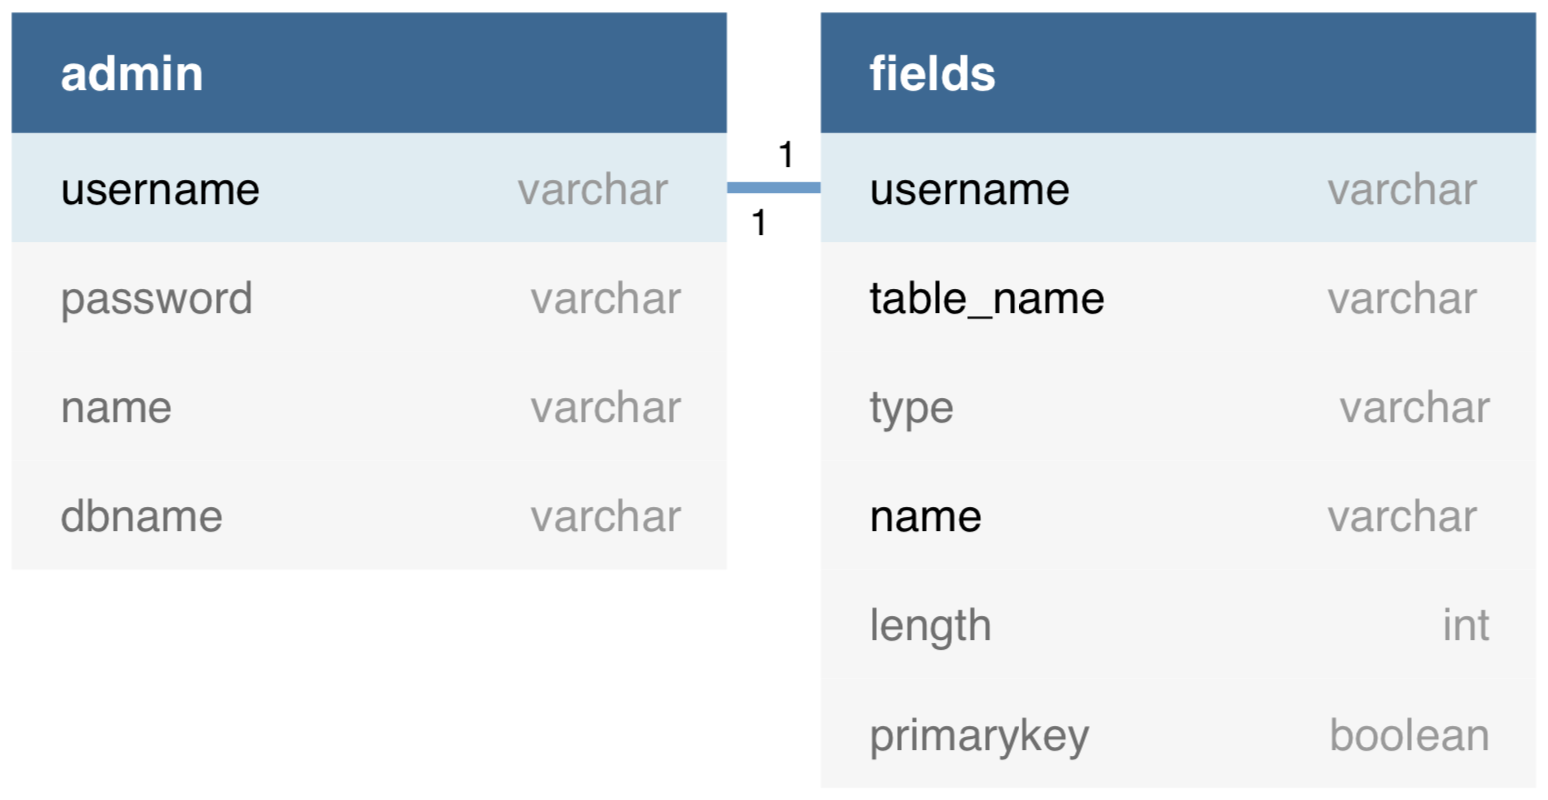 admin
username varchar
password varchar
name varchar
dbname varchar
1
1
fields
username varchar
table_name varchar
type varchar
name varchar
length int
primarykey boolean